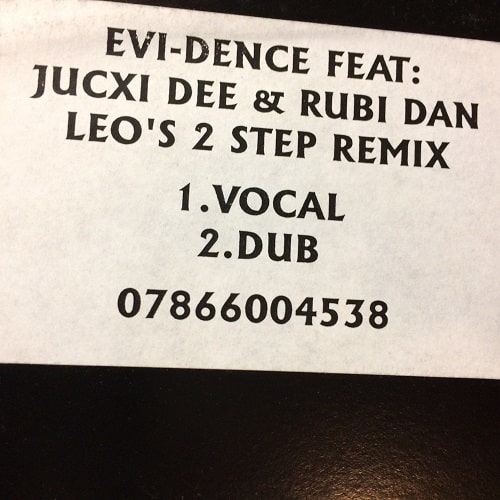 EVI-DENCE FEAT:
JUCXI DEE & RUBI DAN
LEO'S 2 STEP REMIX
1.VOCAL
2.DUB
07866004538